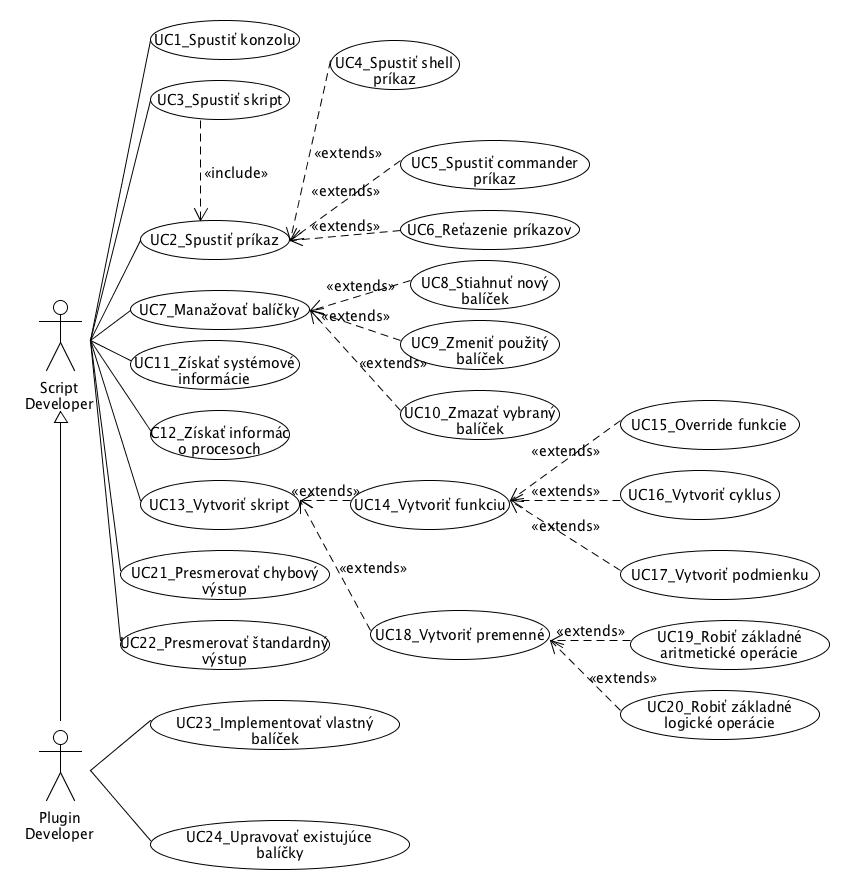 UC1_Spustiť konzolu
UC4_Spustiť shell
príkaz
UC3_Spustiť skript
«extends»
UC5_Spustiť commander
príkaz
«include»
«extends»
«extends»
UC6_Reťazenie príkazov
UC2_Spustiť príkaz
«extends»
UC8_Stiahnuť nový
balíček
UC7_Manažovať balíčky
«extends»
UC9_Zmeniť použitý
balíček
UC11_Získať systémové
informácie
«extends»
Script
Developer
UC10_Zmazať vybraný
balíček
C12_Získať informác
o procesoch
UC15_Override funkcie
«extends»
UC13_Vytvoriť skript
«extends»
UC14_Vytvoriť funkciu
«extends»
UC16_Vytvoriť cyklus
«extends»
UC21_Presmerovať chybový
výstup
«extends»
UC17_Vytvoriť podmienku
UC22_Presmerovať štandardný
výstup
UC18_Vytvoriť premenné
«extends»
UC19_Robiť základné
aritmetické operácie
«extends»
UC20_Robiť základné
logické operácie
UC23_Implementovať vlastný
balíček
Plugin
Developer
UC24_Upravovať existujúce
balíčky